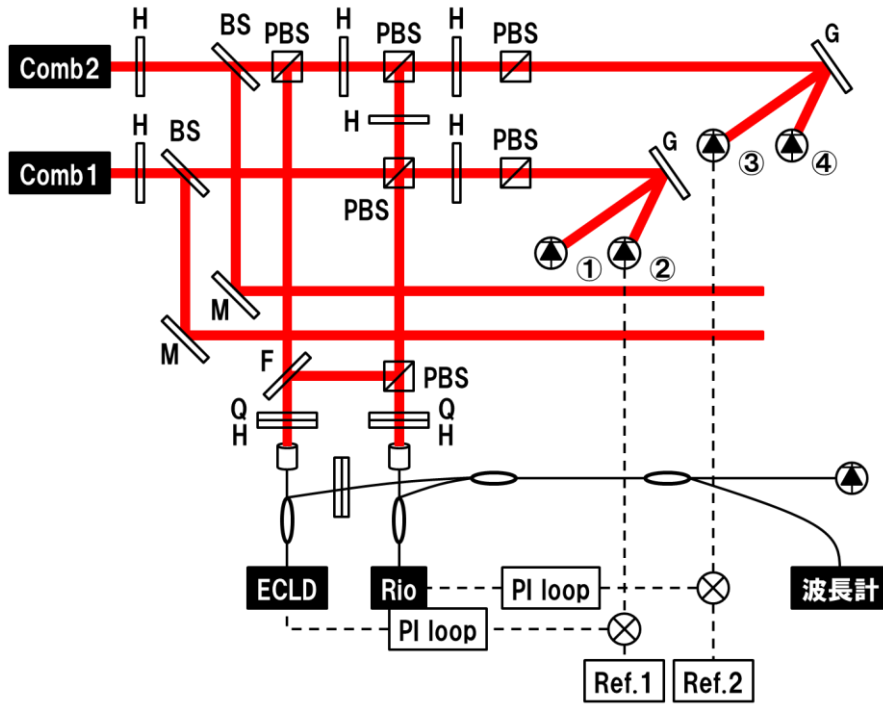 H BS PBS H PBS H PBS G
Comb2
H BS H H PBS G ③ ④
Comb1
PBS
① ②
M
M F PBS
Q Q
H H
ECLD Rio PI loop 波長計
PI loop
Ref.1 Ref.2